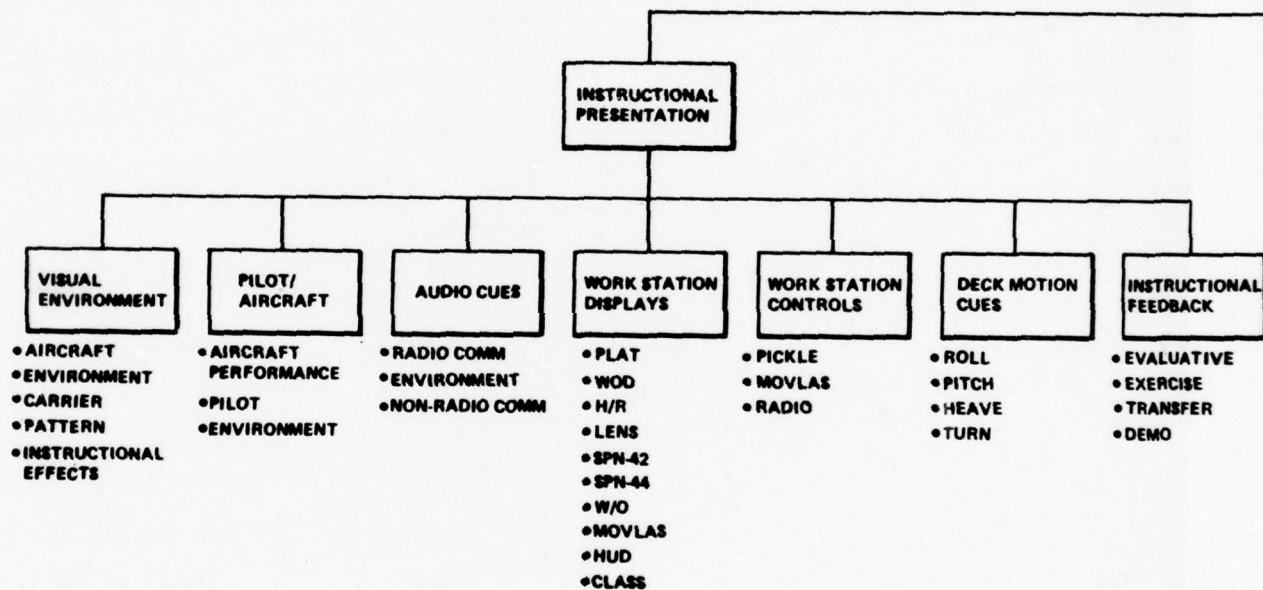 INSTRUCTIONAL
PRESENTATION
VISUAL
ENVIRONMENT
• AIRCRAFT
• ENVIRONMENT
• CARRIER
• PATTERN
• INSTRUCTIONAL
EFFECTS
PILOT/
AIRCRAFT
• AIRCRAFT
PERFORMANCE
• PILOT
• ENVIRONMENT
AUDIO CUES
• RADIO COMM
• ENVIRONMENT
• NON-RADIO COMM
WORK STATION
DISPLAYS
• PLAT
• WOD
• H/R
• LENS
• SPN-42
• SPN-44
• W/O
• MOVLAS
• HUD
• CLASS
WORK STATION
CONTROLS
• PICKLE
• MOVLAS
• RADIO
DECK MOTION
CUES
• ROLL
• PITCH
• HEAVE
• TURN
INSTRUCTIONAL
FEEDBACK
• EVALUATIVE
• EXERCISE
• TRANSFER
• DEMO